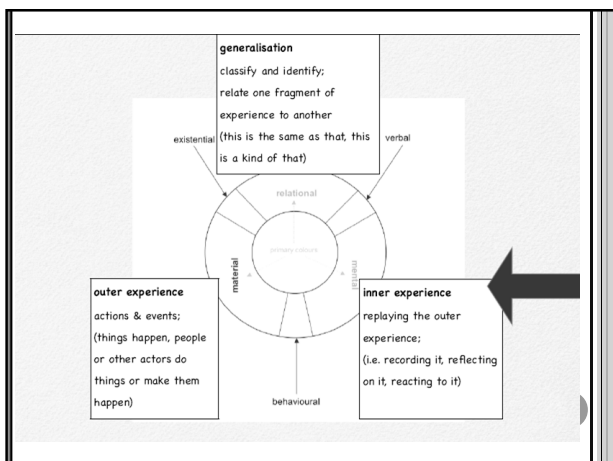 generalisation
classify and identify;
relate one fragment of
experience to another
(this is the same as that, this
is a kind of that)
existential
verbal
relational
primary colours
material
mental
outer experience
actions & events;
(things happen, people
or other actors do
things or make them
happen)
inner experience
replaying the outer
experience;
(i.e. recording it, reflecting
on it, reacting to it)
behavioural